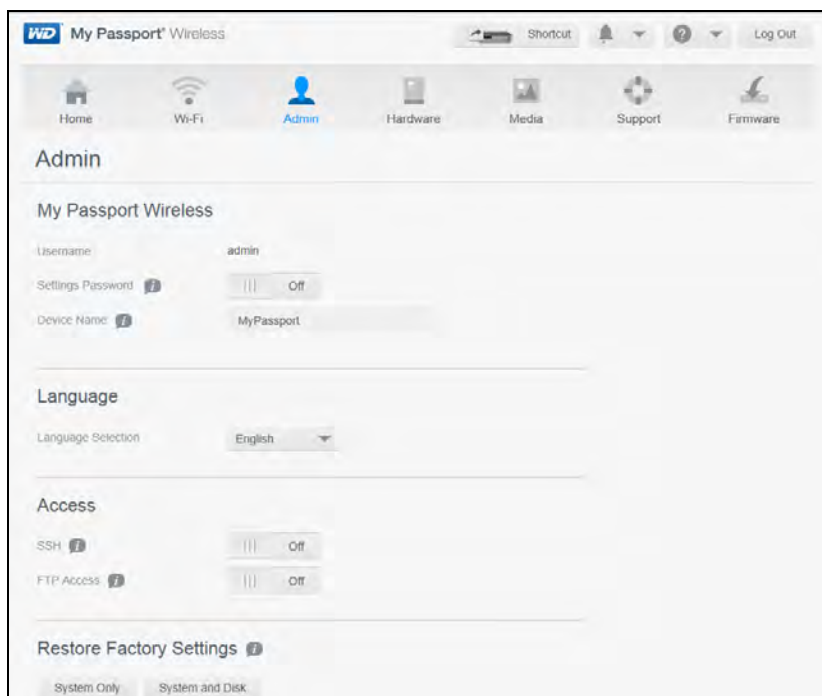 WD My Passport® Wireless Shortcut Log Out
Home Wi-Fi Admin Hardware Media Support Firmware
Admin
My Passport Wireless
Username admin
Settings Password i Off
Device Name i MyPassport
Language
Language Selection English
Access
SSH i Off
FTP Access i Off
Restore Factory Settings i
System Only System and Disk